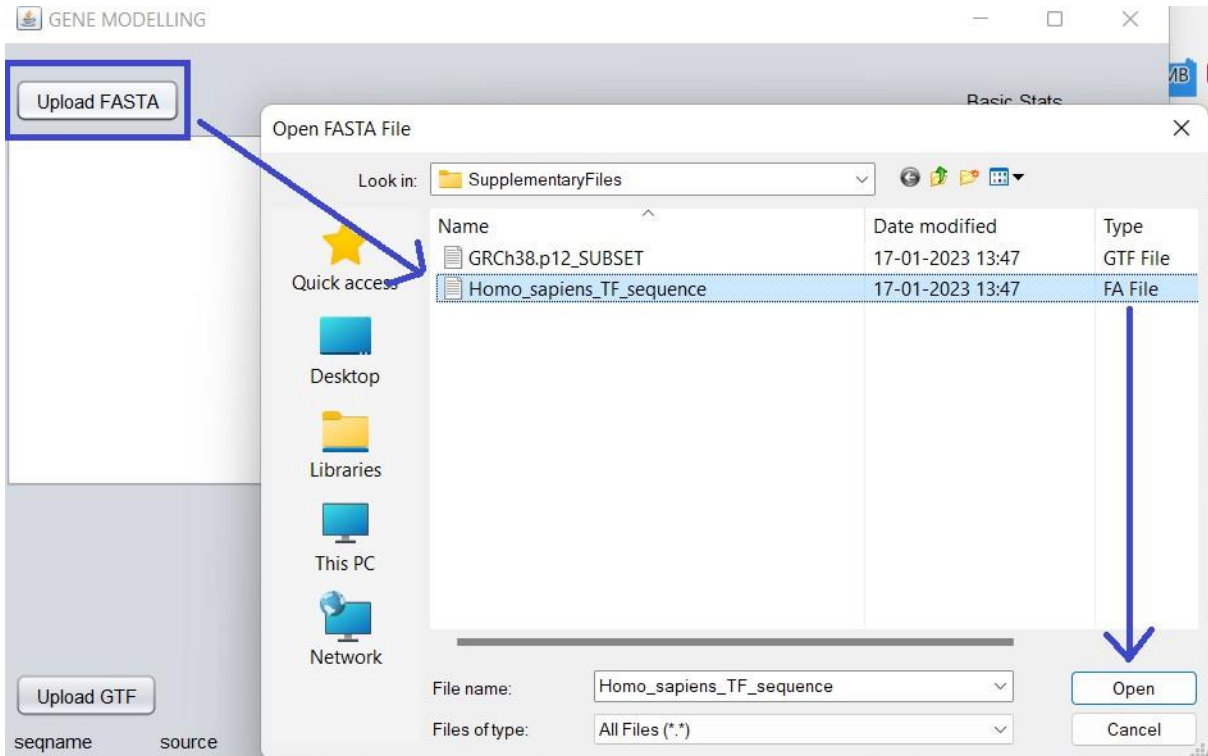 GENE MODELLING
Upload FASTA
Basic Stats
MB
Open FASTA File
Look in: SupplementaryFiles
Name Date modified Type
GRCh38.p12_SUBSET 17-01-2023 13:47 GTF File
Homo_sapiens_TF_sequence 17-01-2023 13:47 FA File
Quick access
Desktop
Libraries
This PC
Network
File name: Homo_sapiens_TF_sequence Open
Files of type: All Files (*.*) Cancel
Upload GTF
seqname source